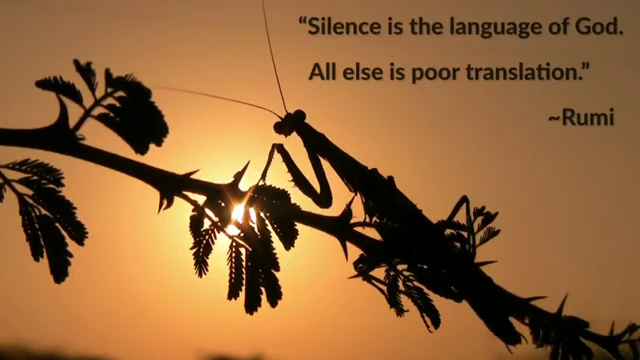 “Silence is the language of God.
All else is poor translation.”
~Rumi